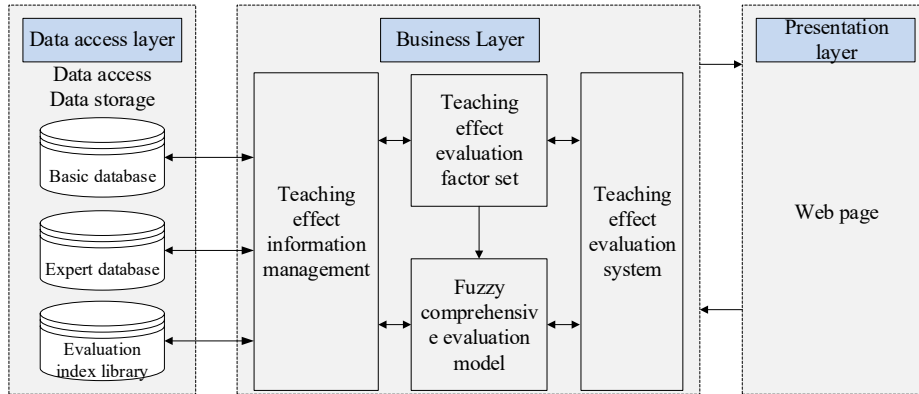 Data access layer
Data access
Data storage
Basic database
Expert database
Evaluation
index library
Business Layer
Teaching
effect
information
management
Teaching
effect
evaluation
factor set
Fuzzy
comprehensiv
e evaluation
model
Teaching
effect
evaluation
system
Presentation
layer
Web page